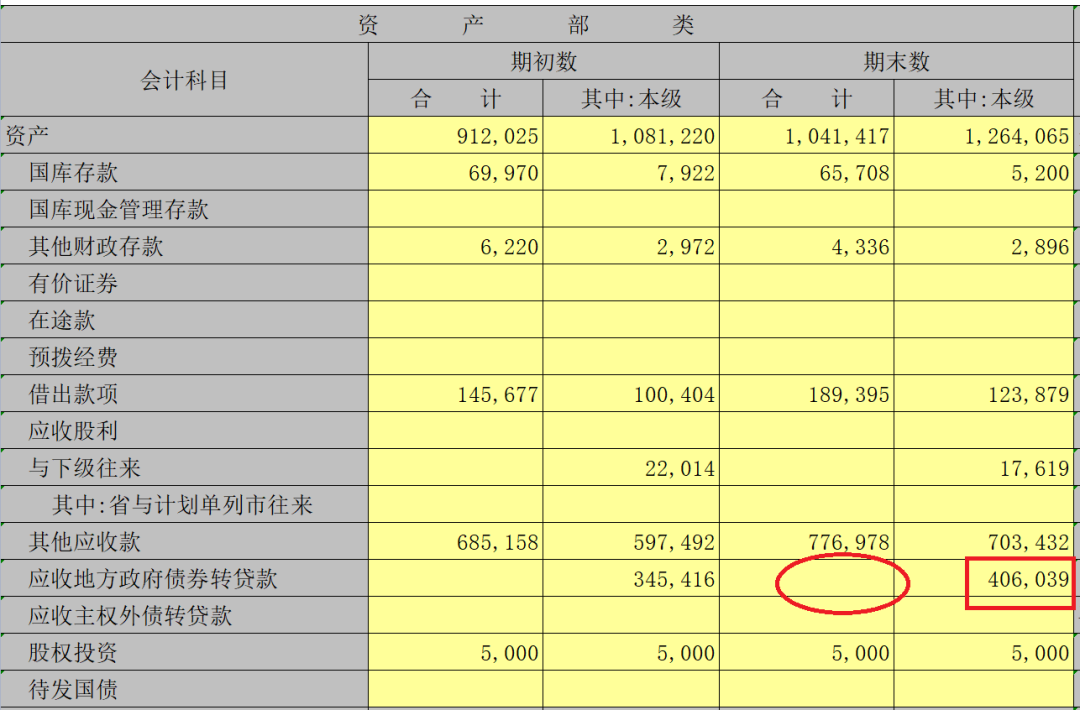 资 产 部 类
会计科目 期初数 期末数
合 计 其中:本级 合 计 其中:本级
资产 912,025 1,081,220 1,041,417 1,264,065
国库存款 69,970 7,922 65,708 5,200
国库现金管理存款
其他财政存款 6,220 2,972 4,336 2,896
有价证券
在途款
预拨经费
借出款项 145,677 100,404 189,395 123,879
应收股利
与下级往来 22,014 17,619
其中:省与计划单列市往来
其他应收款 685,158 597,492 776,978 703,432
应收地方政府债券转贷款 345,416 406,039
应收主权外债转贷款
股权投资 5,000 5,000 5,000 5,000
待发国债